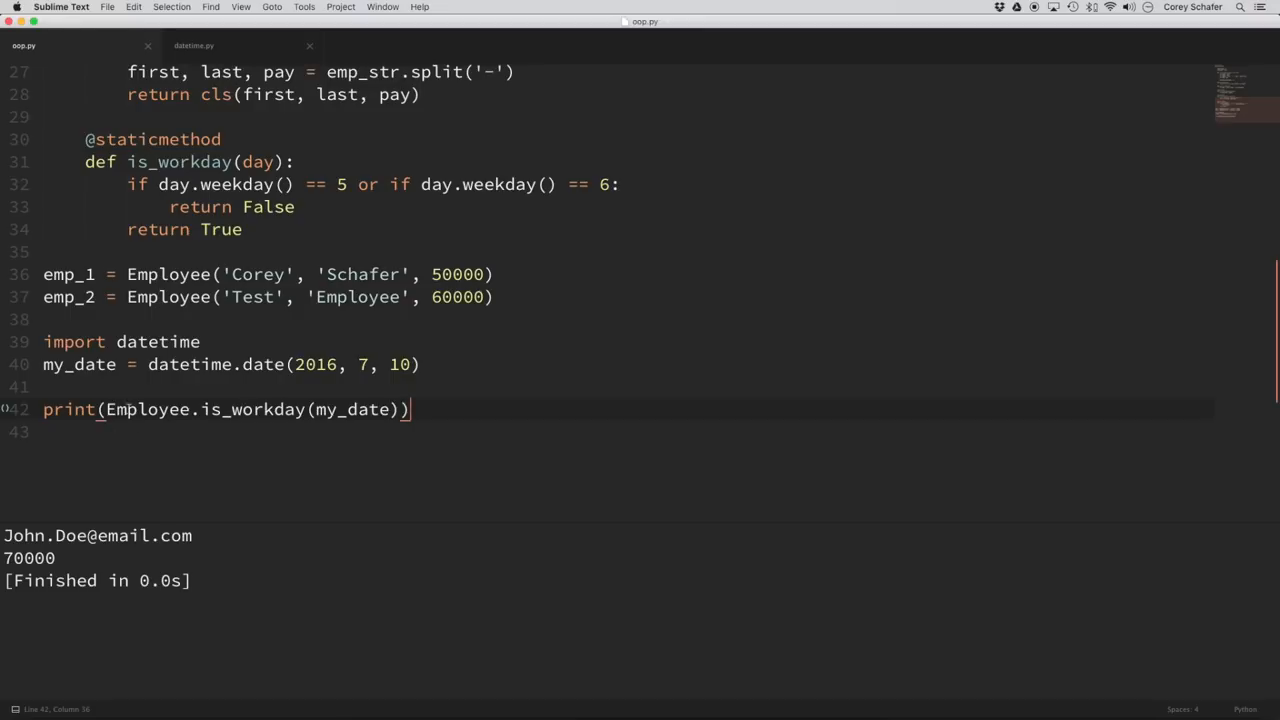 Sublime Text File Edit Selection Find View Goto Tools Project Window Help Corey Schafer
oop.py
oop.py datetime.py
27 first, last, pay = emp_str.split('-')
28 return cls(first, last, pay)
29
30 @staticmethod
31 def is_workday(day):
32 if day.weekday() == 5 or if day.weekday() == 6:
33 return False
34 return True
35
36 emp_1 = Employee('Corey', 'Schafer', 50000)
37 emp_2 = Employee('Test', 'Employee', 60000)
38
39 import datetime
40 my_date = datetime.date(2016, 7, 10)
41
42 print(Employee.is_workday(my_date))
43
John.Doe@email.com
70000
[Finished in 0.0s]
Line 42, Column 36 Spaces: 4 Python